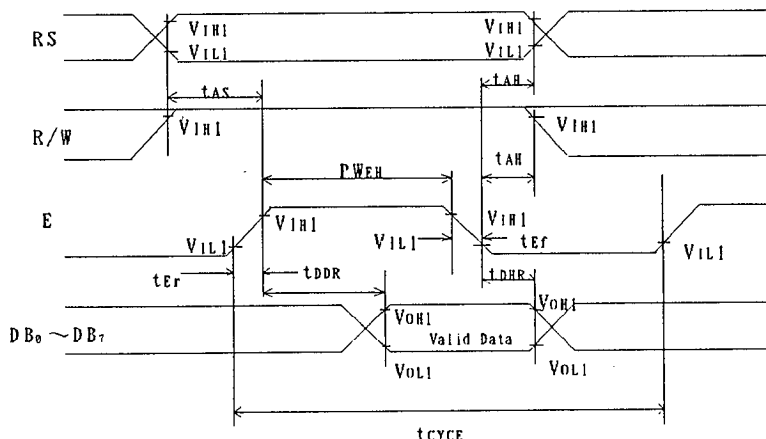 RS
VIH1
VIL1
VIH1
VIL1
tAS
tAH
R/W
VIH1
VIH1
tAH
PWEH
E
VIL1
VIH1
VIL1
VIH1
tEf
VIL1
tEr
tDDR
tDHR
DB0~DB7
VOH1
VOL1
Valid Data
VOH1
VOL1
tCYCE